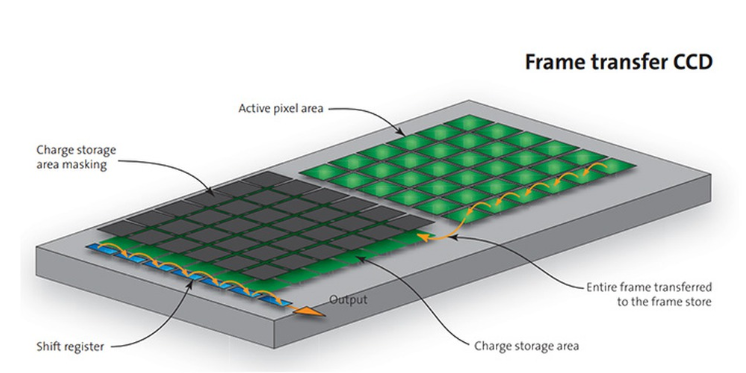 Frame transfer CCD
Active pixel area
Charge storage
area masking
Output
Entire frame transferred
to the frame store
Shift register
Charge storage area